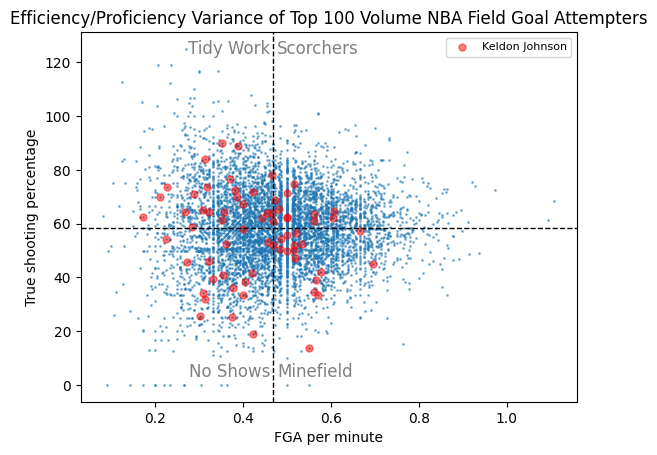 Efficiency/Proficiency Variance of Top 100 Volume NBA Field Goal Attempters
Tidy Work Scorchers
Keldon Johnson
120
100
80
60
40
20
0
True shooting percentage
No Shows Minefield
0.2 0.4 0.6 0.8 1.0
FGA per minute